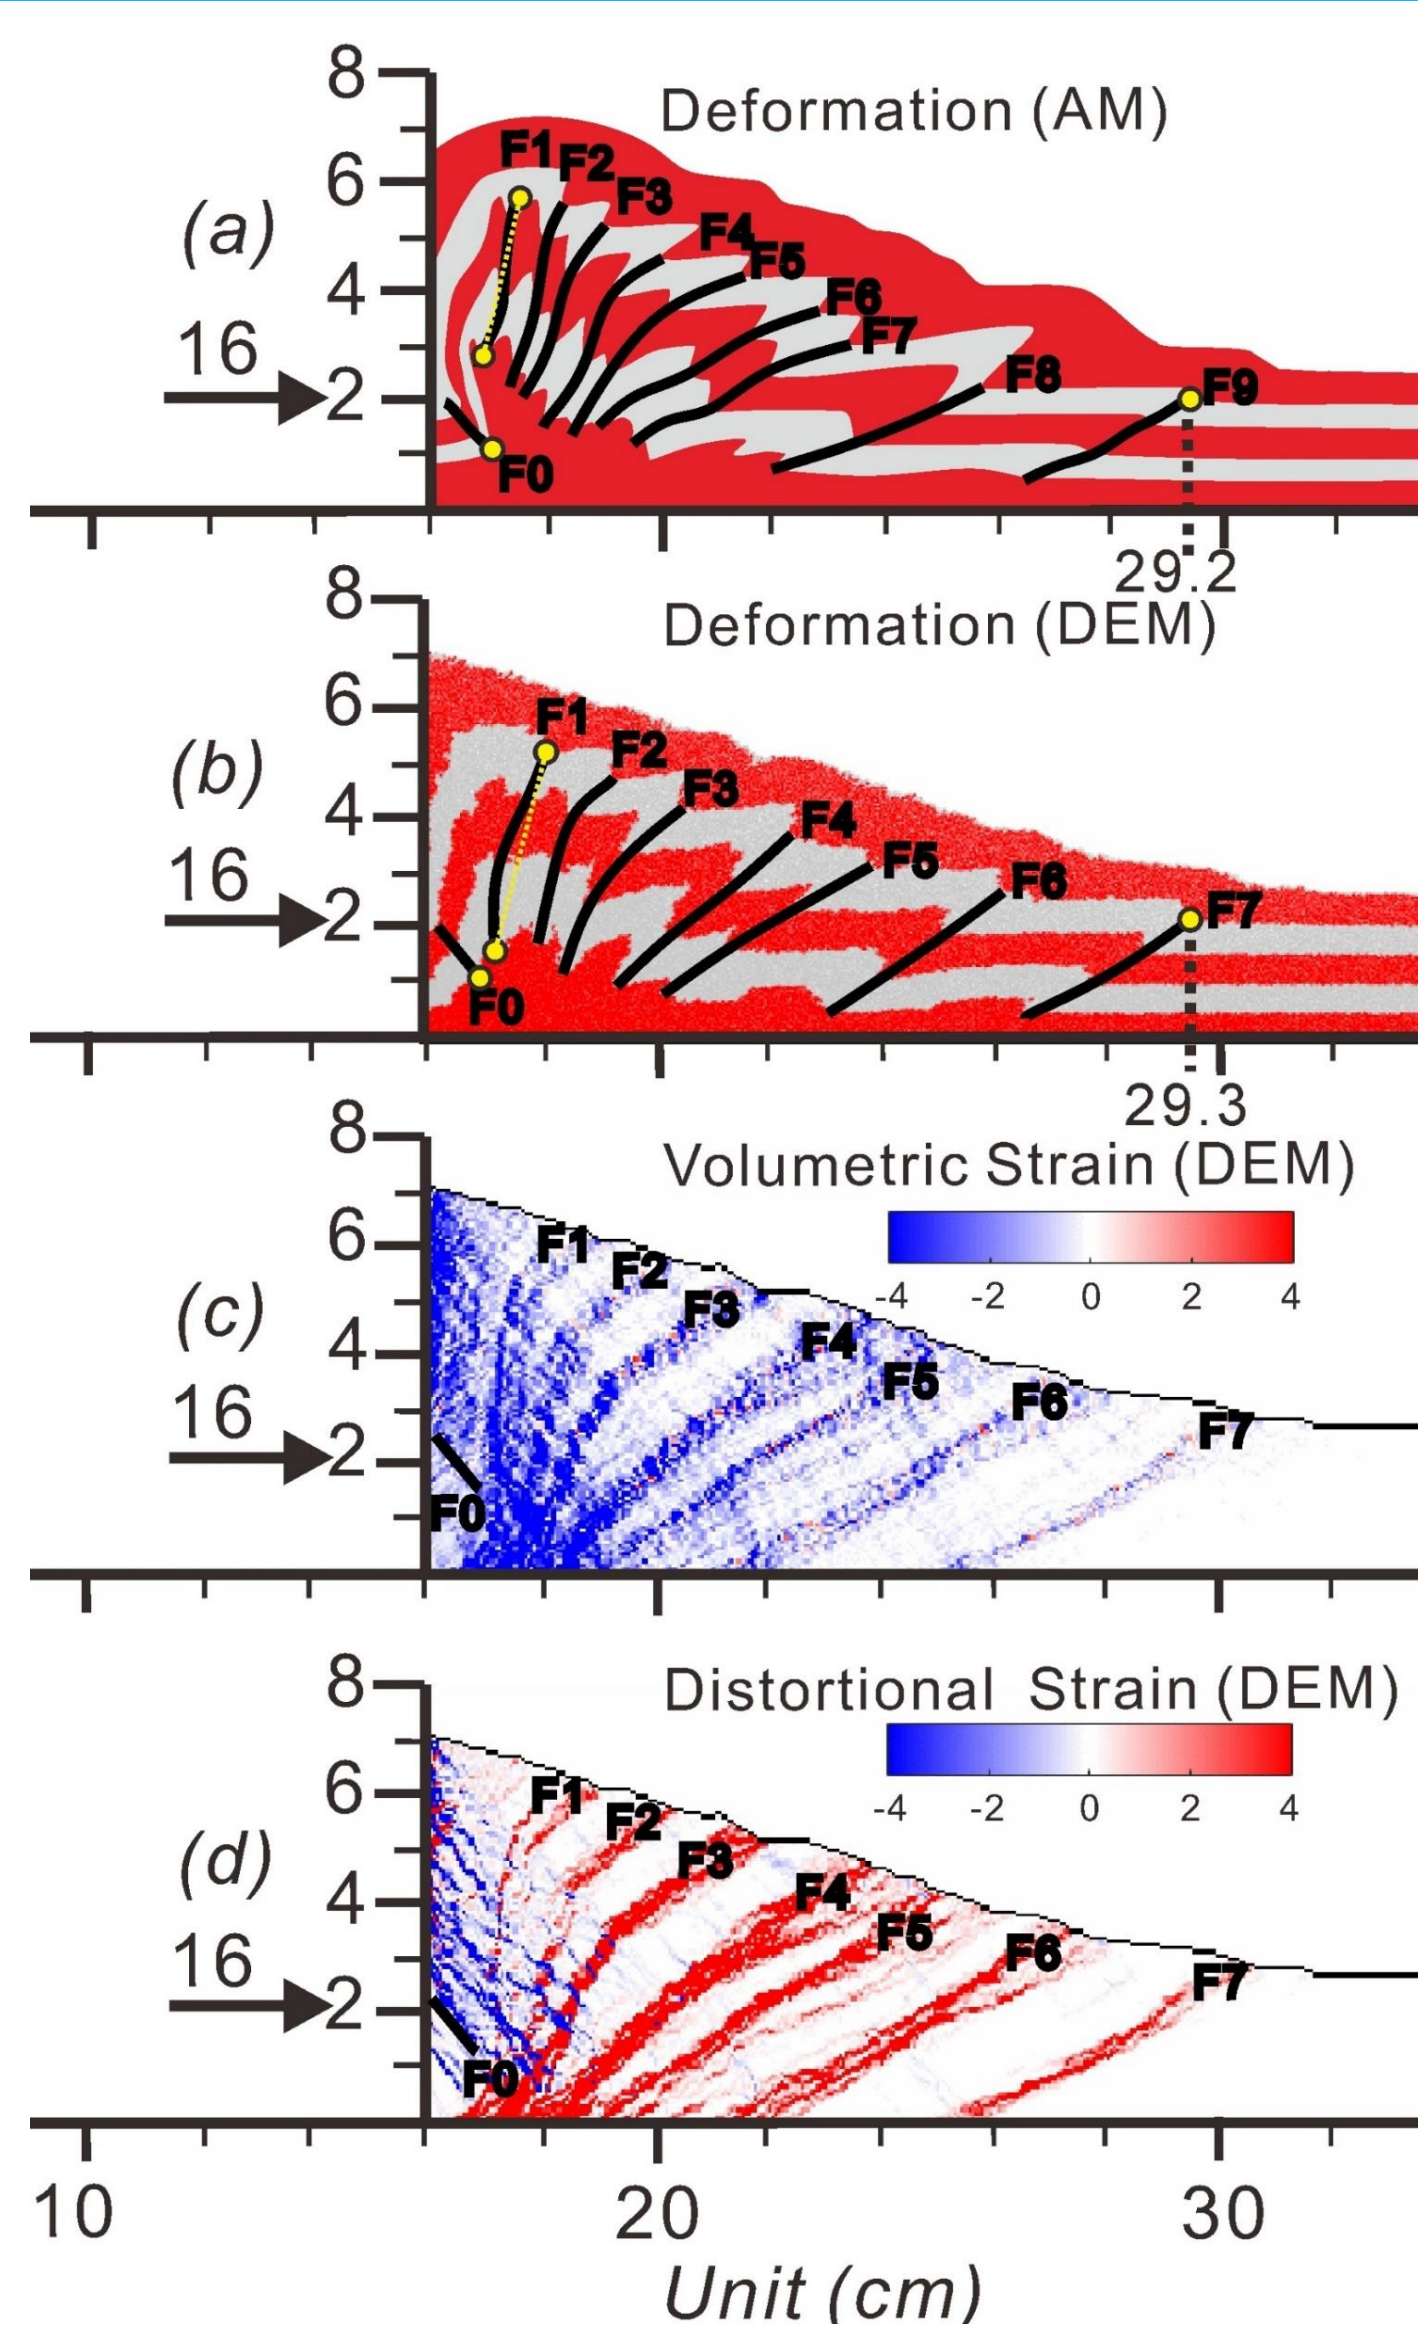 8
Deformation (AM)
F1 F2
6
F3
(a)
F4 F5
4
F6
16
F7
2
F8
F9
F0
29.2
8
Deformation (DEM)
6
F1
F2
(b)
F3
4
F4
16
F5
F6
2
F7
F0
29.3
8
Volumetric Strain (DEM)
6
F1
F2
-4 -2 0 2 4
(c)
F3
4
F4
F5
16
F6
2
F7
F0
8
Distortional Strain (DEM)
6
F1
-4 -2 0 2 4
F2
(d)
F3
4
F4
F5
16
F6
2
F7
F0
10 20 30
Unit (cm)